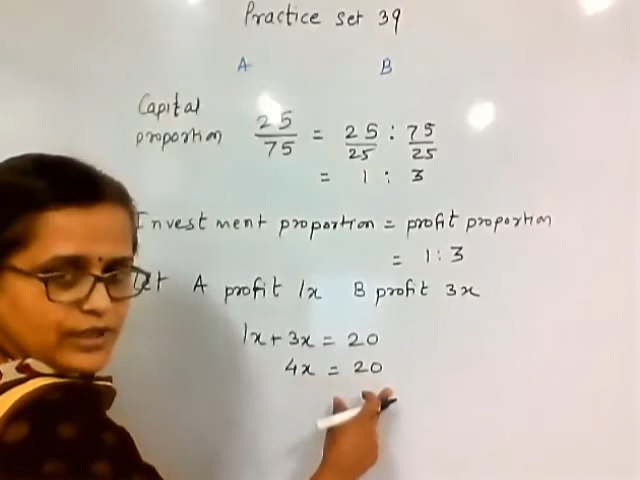 Practice set 39
A B
Capital
proportion 25/75 = 25/25 : 75/25
= 1 : 3
Investment proportion = profit proportion
= 1:3
Let A profit 1x B profit 3x
1x + 3x = 20
4x = 20